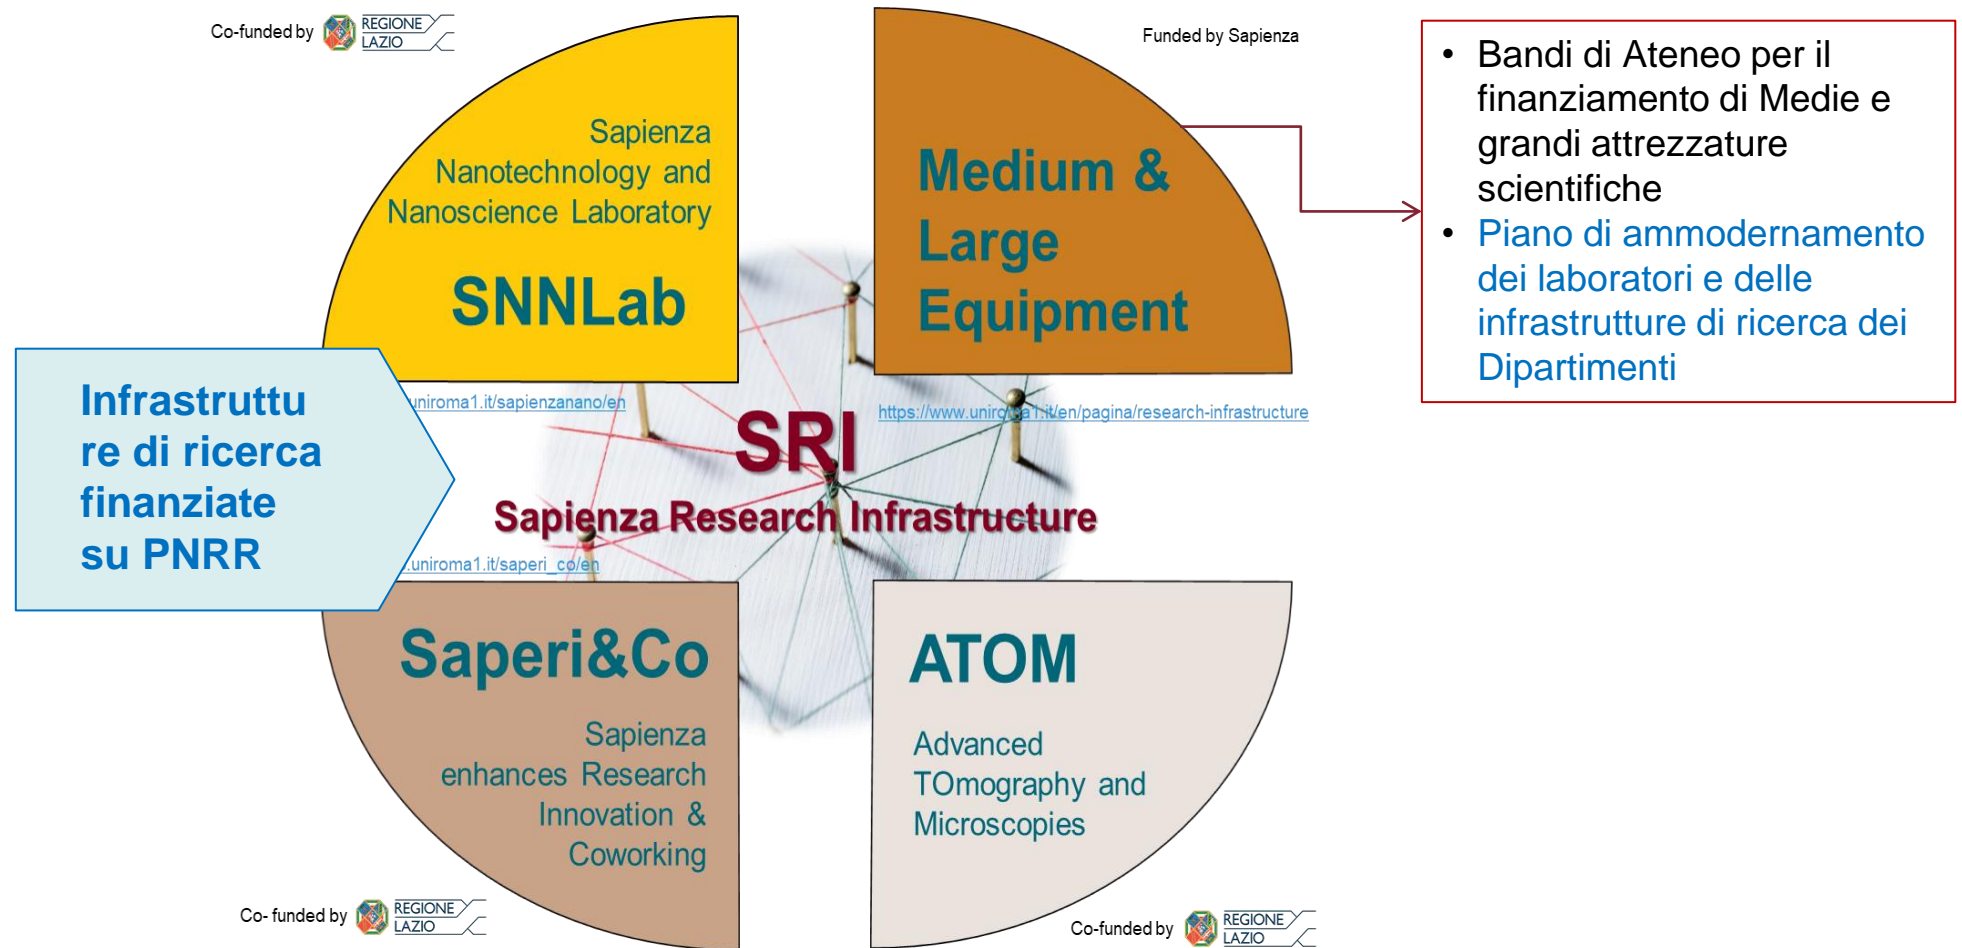 Co-funded by REGIONE LAZIO
Funded by Sapienza
Sapienza
Nanotechnology and
Nanoscience Laboratory
SNNLab
Medium &
Large
Equipment
• Bandi di Ateneo per il
finanziamento di Medie e
grandi attrezzature
scientifiche
• Piano di ammodernamento
dei laboratori e delle
infrastrutture di ricerca dei
Dipartimenti
Infrastruttu
re di ricerca
finanziate
su PNRR
uniroma1.it/sapienzanano/en
https://www.uniroma1.it/en/pagina/research-infrastructure
SRI
Sapienza Research Infrastructure
.uniroma1.it/saperi_co/en
Saperi&Co
Sapienza
enhances Research
Innovation &
Coworking
ATOM
Advanced
TOmography and
Microscopies
Co- funded by REGIONE LAZIO
Co-funded by REGIONE LAZIO